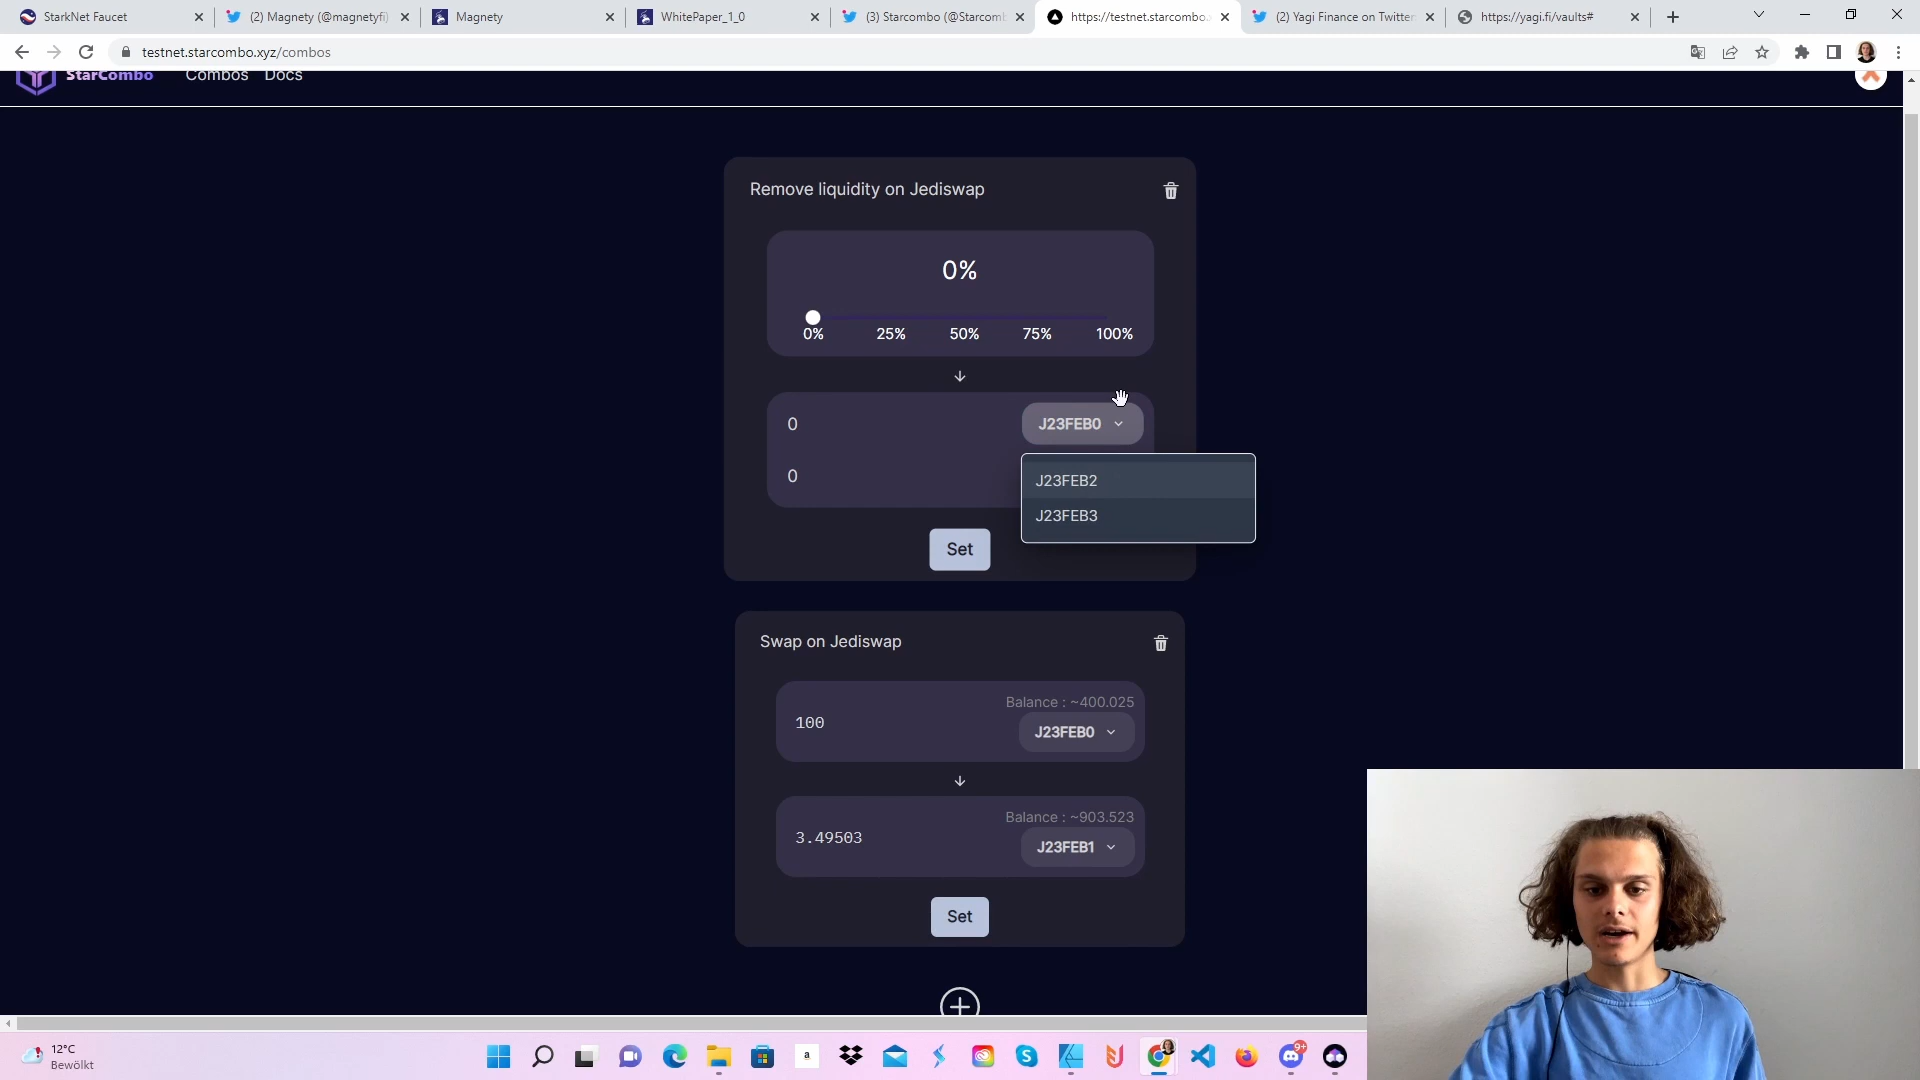 StarkNet Faucet
(2) Magnety (@magnetyfi)
Magnety
WhitePaper_1_0
(3) Starcombo (@Starcomb
https://testnet.starcombo.
(2) Yagi Finance on Twitter
https://yagi.fi/vaults#
testnet.starcombo.xyz/combos
StarCombo
Combos
Docs
Remove liquidity on Jediswap
0%
0%
25%
50%
75%
100%
0
J23FEB0
0
J23FEB2
J23FEB3
Set
Swap on Jediswap
Balance : ~400.025
100
J23FEB0
Balance : ~903.523
3.49503
J23FEB1
Set
12°C
Bewölkt
a
9+